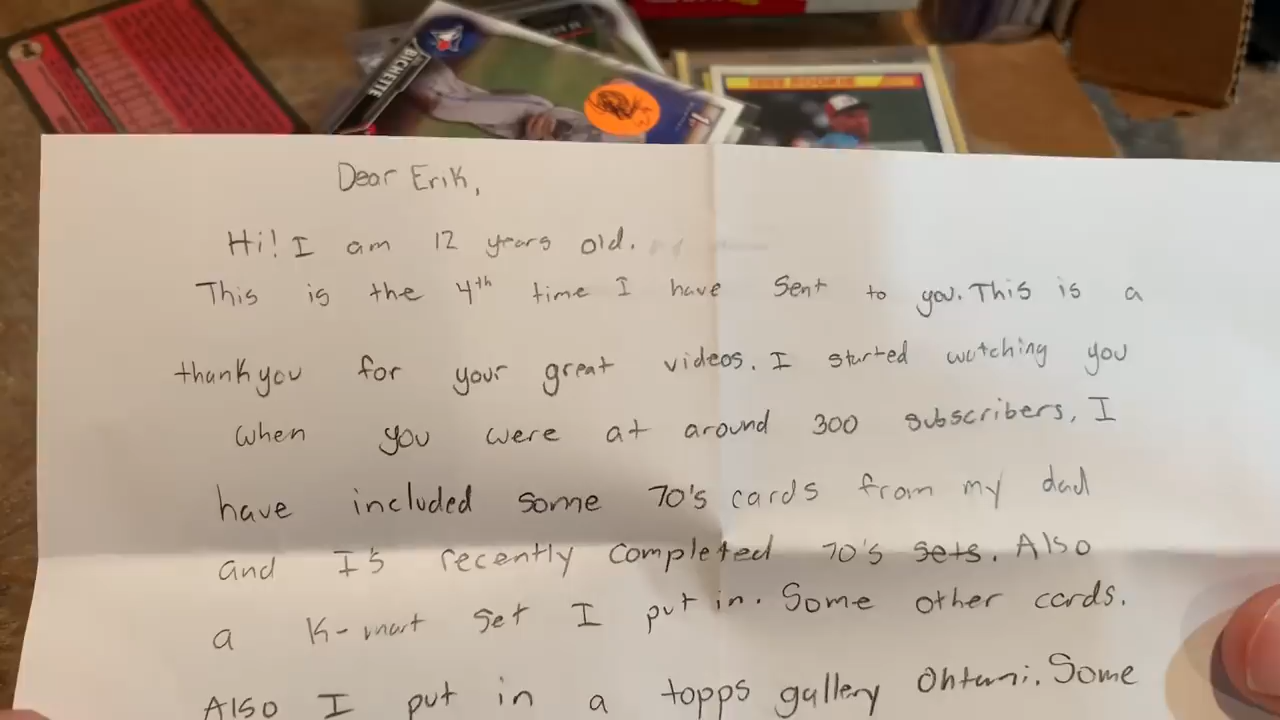 BICHETTE
Dear Erik,
Hi! I am 12 years old.
This is the 4th time I have Sent to you. This is a
thankyou for your great videos. I started watching you
when you were at around 300 subscribers, I
have included some 70's cards from my dad
and I's recently completed 70's sets. Also
a K-mart set I put in. Some other cards.
Also I put in a topps gallery Ohtani. Some